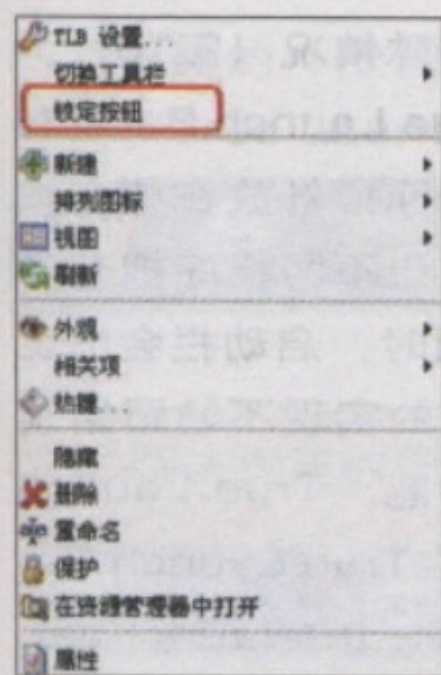 TLB 设置...
切换工具栏
锁定按钮
新建
排列图标
视图
刷新
外观
相关项
热键...
隐藏
删除
重命名
保护
在资源管理器中打开
属性